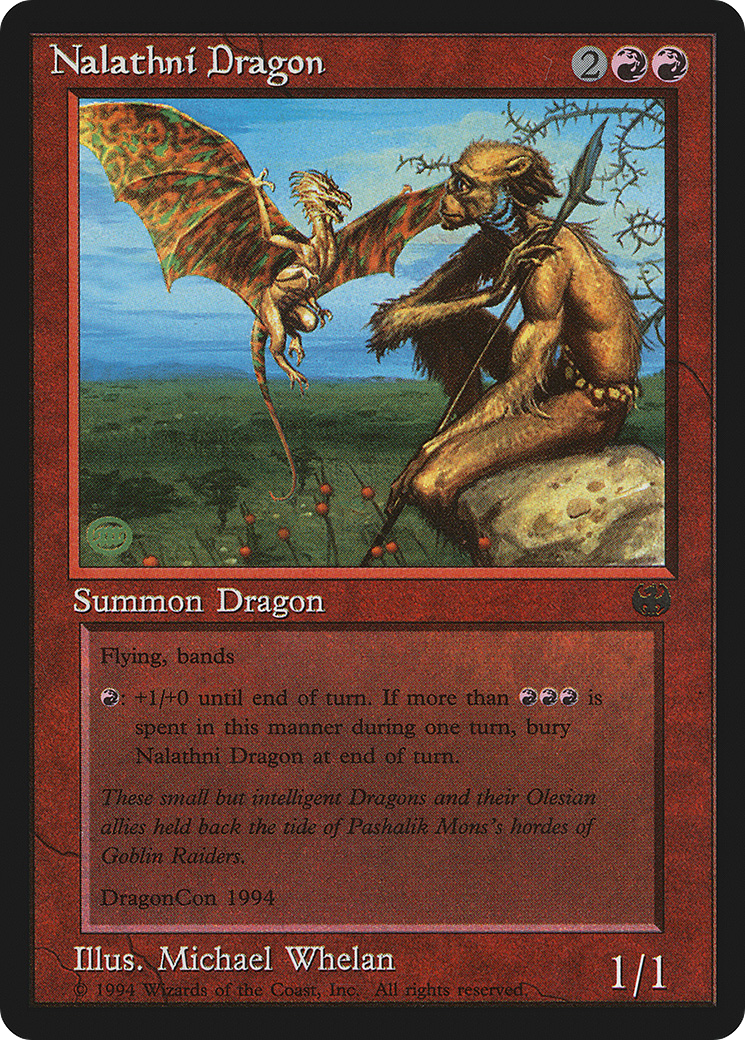 Nalathni Dragon 2
Summon Dragon
Flying, bands
: +1/+0 until end of turn. If more than is
spent in this manner during one turn, bury
Nalathni Dragon at end of turn.
These small but intelligent Dragons and their Olesian
allies held back the tide of Pashalik Mons's hordes of
Goblin Raiders.
DragonCon 1994
Illus. Michael Whelan
1/1
© 1994 Wizards of the Coast, Inc. All rights reserved.